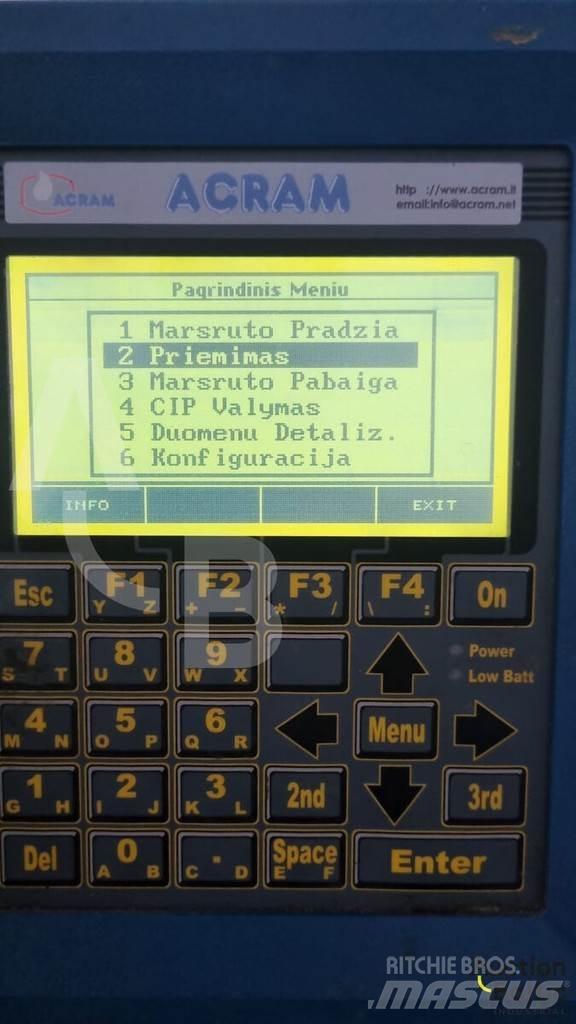 ACRAM
ACRAM
http ://www.acram.lt
email:info@acram.net
Pagrindinis Meniu
1 Marsruto Pradzia
2 Priemimas
3 Marsruto Pabaiga
4 CIP Valymas
5 Duomenu Detaliz.
6 Konfiguracija
INFO
EXIT
Esc
F1
Y Z
F2
+ -
F3
* /
F4
\ :
On
7
S T
8
U V
9
W X
Power
Low Batt
4
M N
5
O P
6
Q R
Menu
1
G H
2
I J
3
K L
2nd
3rd
Del
0
A B
.
C D
Space
E F
Enter
RITCHIE BROS.
MASCUS
INDUSTRIAL